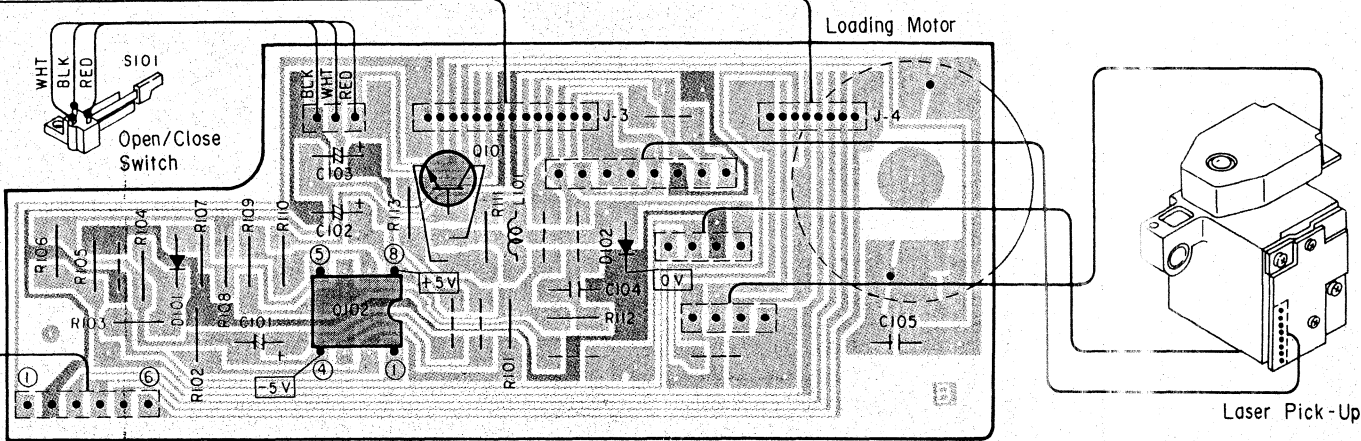 Loading Motor
WHT
BLK
RED
S101
BLK
WHT
RED
Open/Close
Switch
J-3
J-4
Q101
C103
C102
R113
R111
L101
R106
R105
R104
R107
R109
R110
D101
R108
D102
⑤
⑧
+5V
0V
C104
Q102
R103
C101
+
+
+
R112
C105
R102
R101
④
①
-5V
①
⑥
Laser Pick-Up